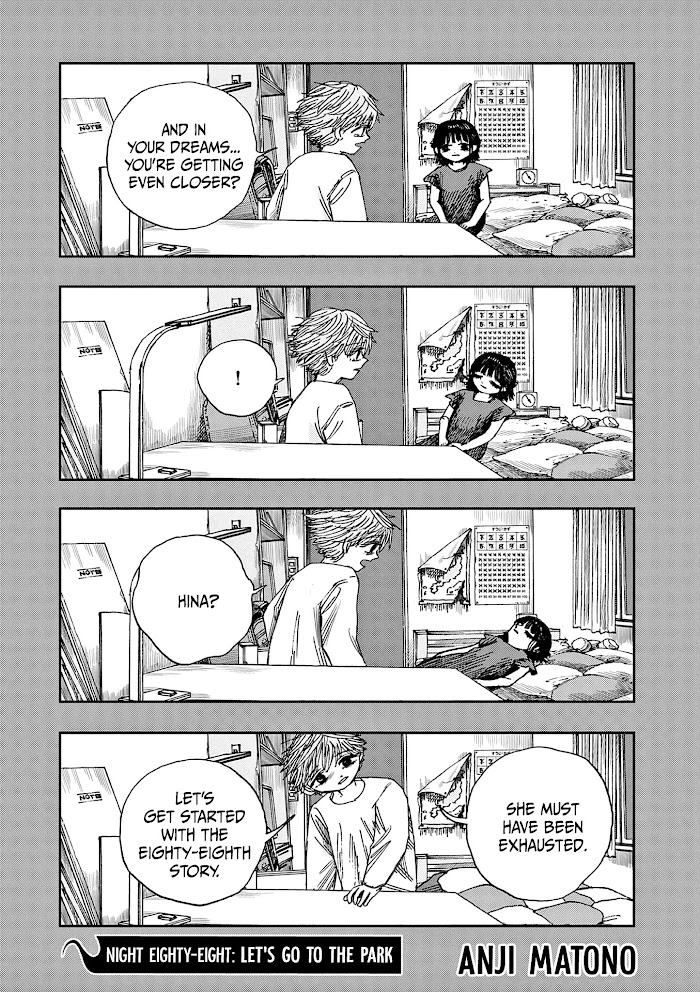 AND IN
YOUR DREAMS...
YOU'RE GETTING
EVEN CLOSER?
NOTE
!
NOTE
HINA?
NOTE
LET'S
GET STARTED
WITH THE
EIGHTY-EIGHTH
STORY.
SHE MUST
HAVE BEEN
EXHAUSTED.
NOTE
NIGHT EIGHTY-EIGHT: LET'S GO TO THE PARK
ANJI MATONO